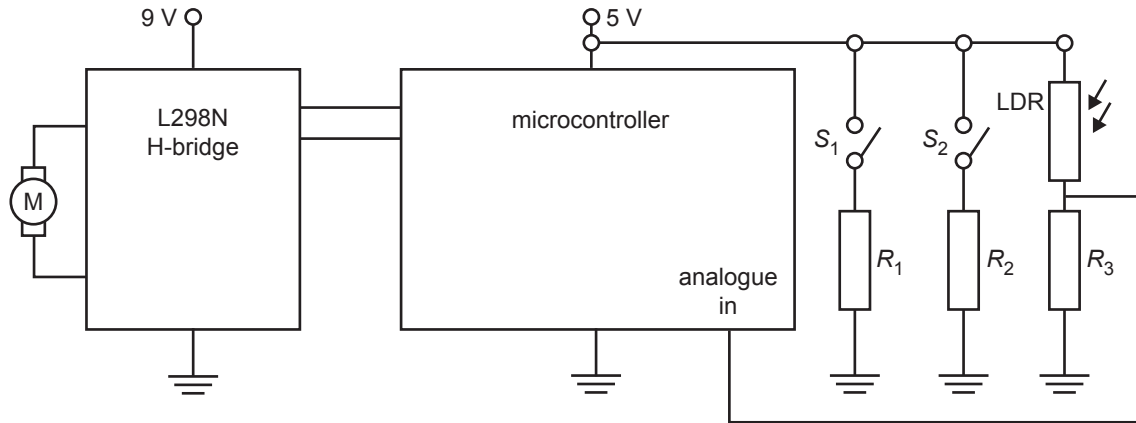 9 V
5 V
L298N
H-bridge
microcontroller
LDR
S1
S2
M
R1
R2
R3
analogue
in